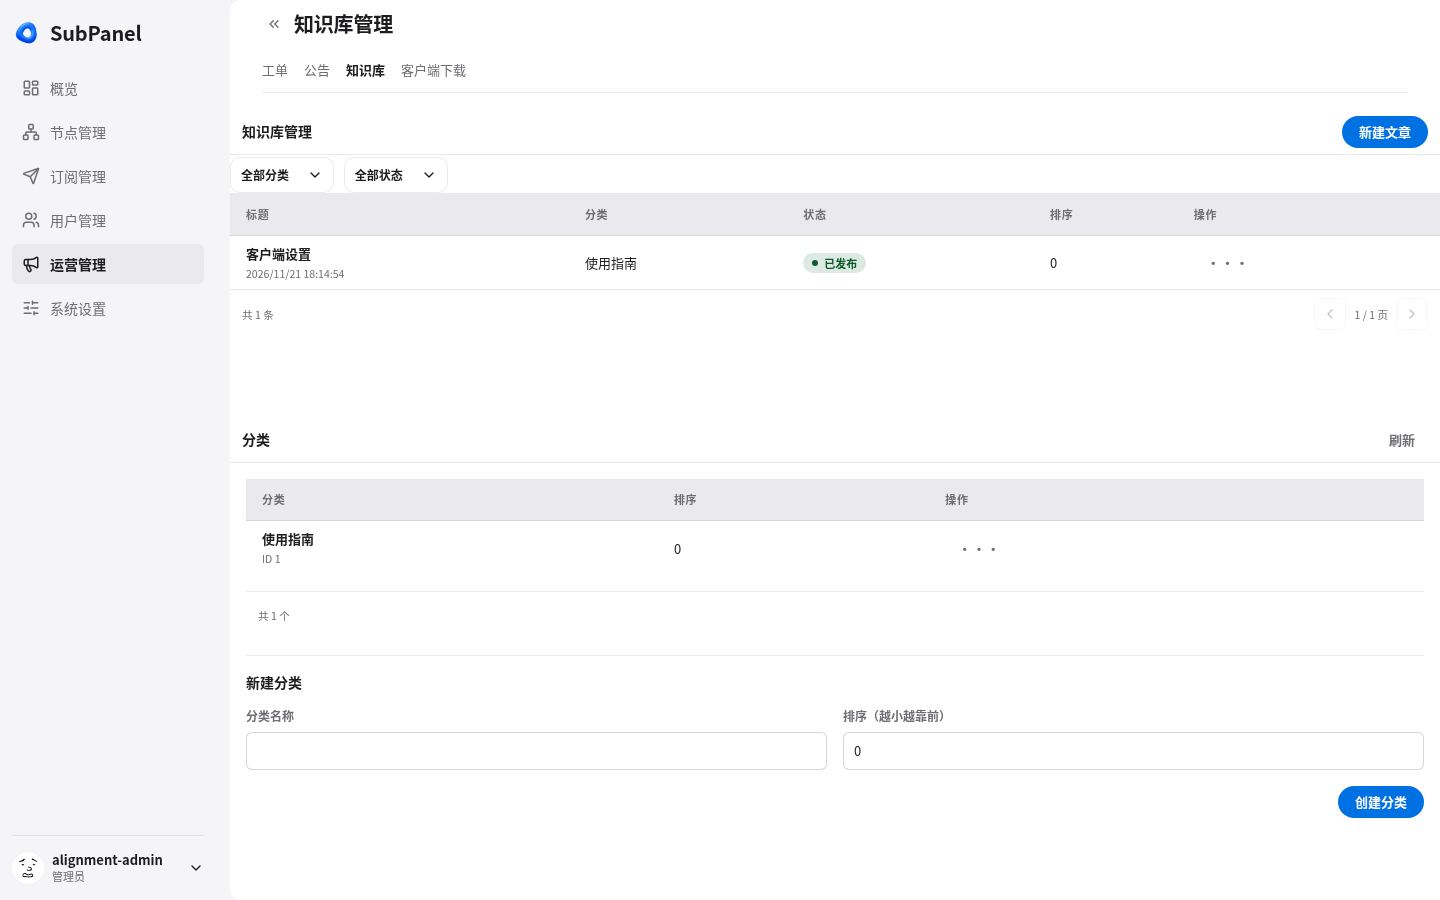 SubPanel
概览
节点管理
订阅管理
用户管理
运营管理
系统设置
alignment-admin
管理员
知识库管理
工单 公告 知识库 客户端下载
知识库管理 新建文章
全部分类 全部状态
标题 分类 状态 排序 操作
客户端设置
2026/11/21 18:14:54
使用指南 已发布 0
共 1 条 1 / 1 页
分类 刷新
分类 排序 操作
使用指南
ID 1
0
共 1 个
新建分类
分类名称 排序（越小越靠前）
0
创建分类